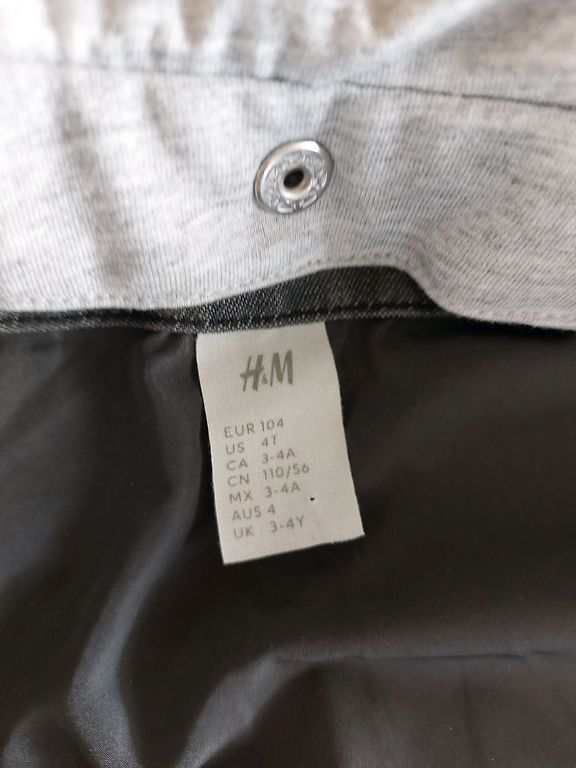 H&M
EUR 104
US 4T
CA 3-4A
CN 110/56
MX 3-4A
AUS 4
UK 3-4Y